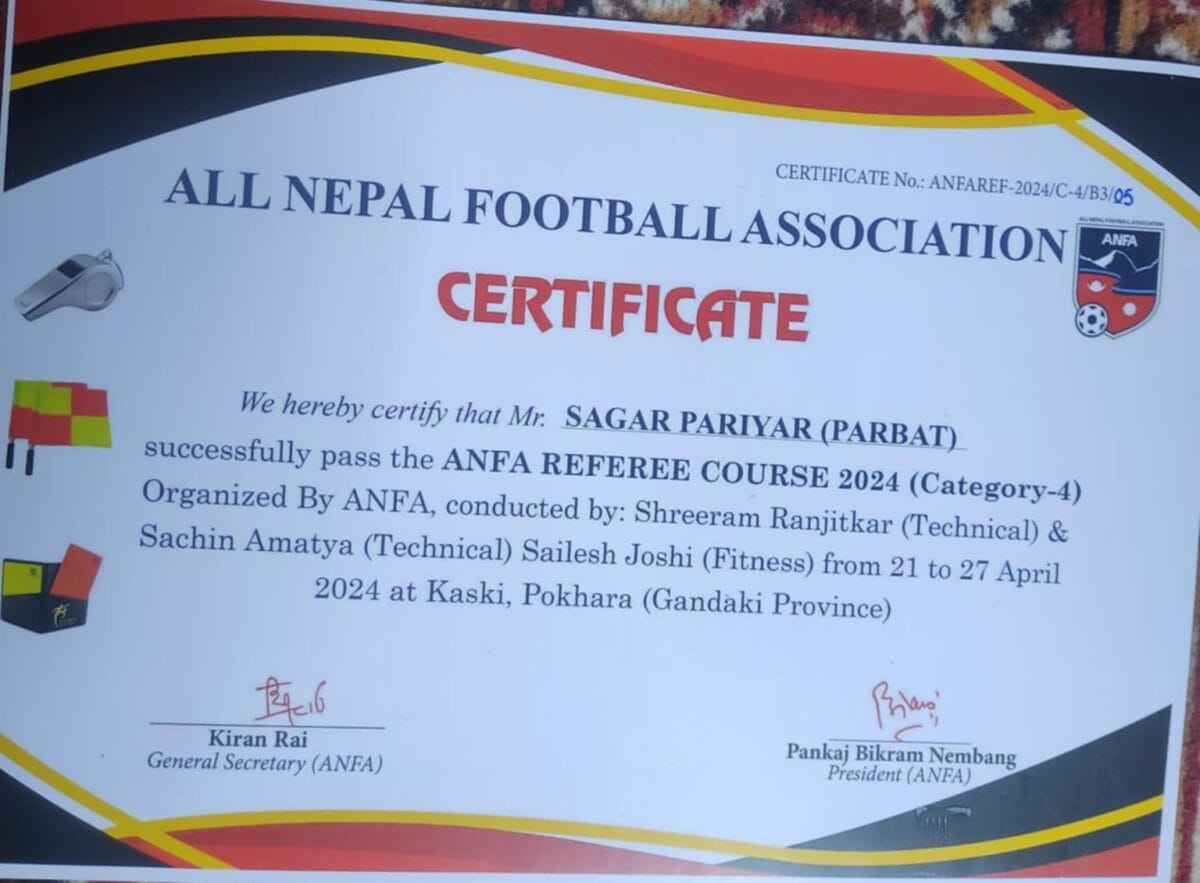 CERTIFICATE No.: ANFAREF-2024/C-4/B3/05
ALL NEPAL FOOTBALL ASSOCIATION
ANFA
CERTIFICATE
We hereby certify that Mr. SAGAR PARIYAR (PARBAT)
successfully pass the ANFA REFEREE COURSE 2024 (Category-4)
Organized By ANFA, conducted by: Shreeram Ranjitkar (Technical) &
Sachin Amatya (Technical) Sailesh Joshi (Fitness) from 21 to 27 April
2024 at Kaski, Pokhara (Gandaki Province)
Kiran Rai
General Secretary (ANFA)
Pankaj Bikram Nembang
President (ANFA)